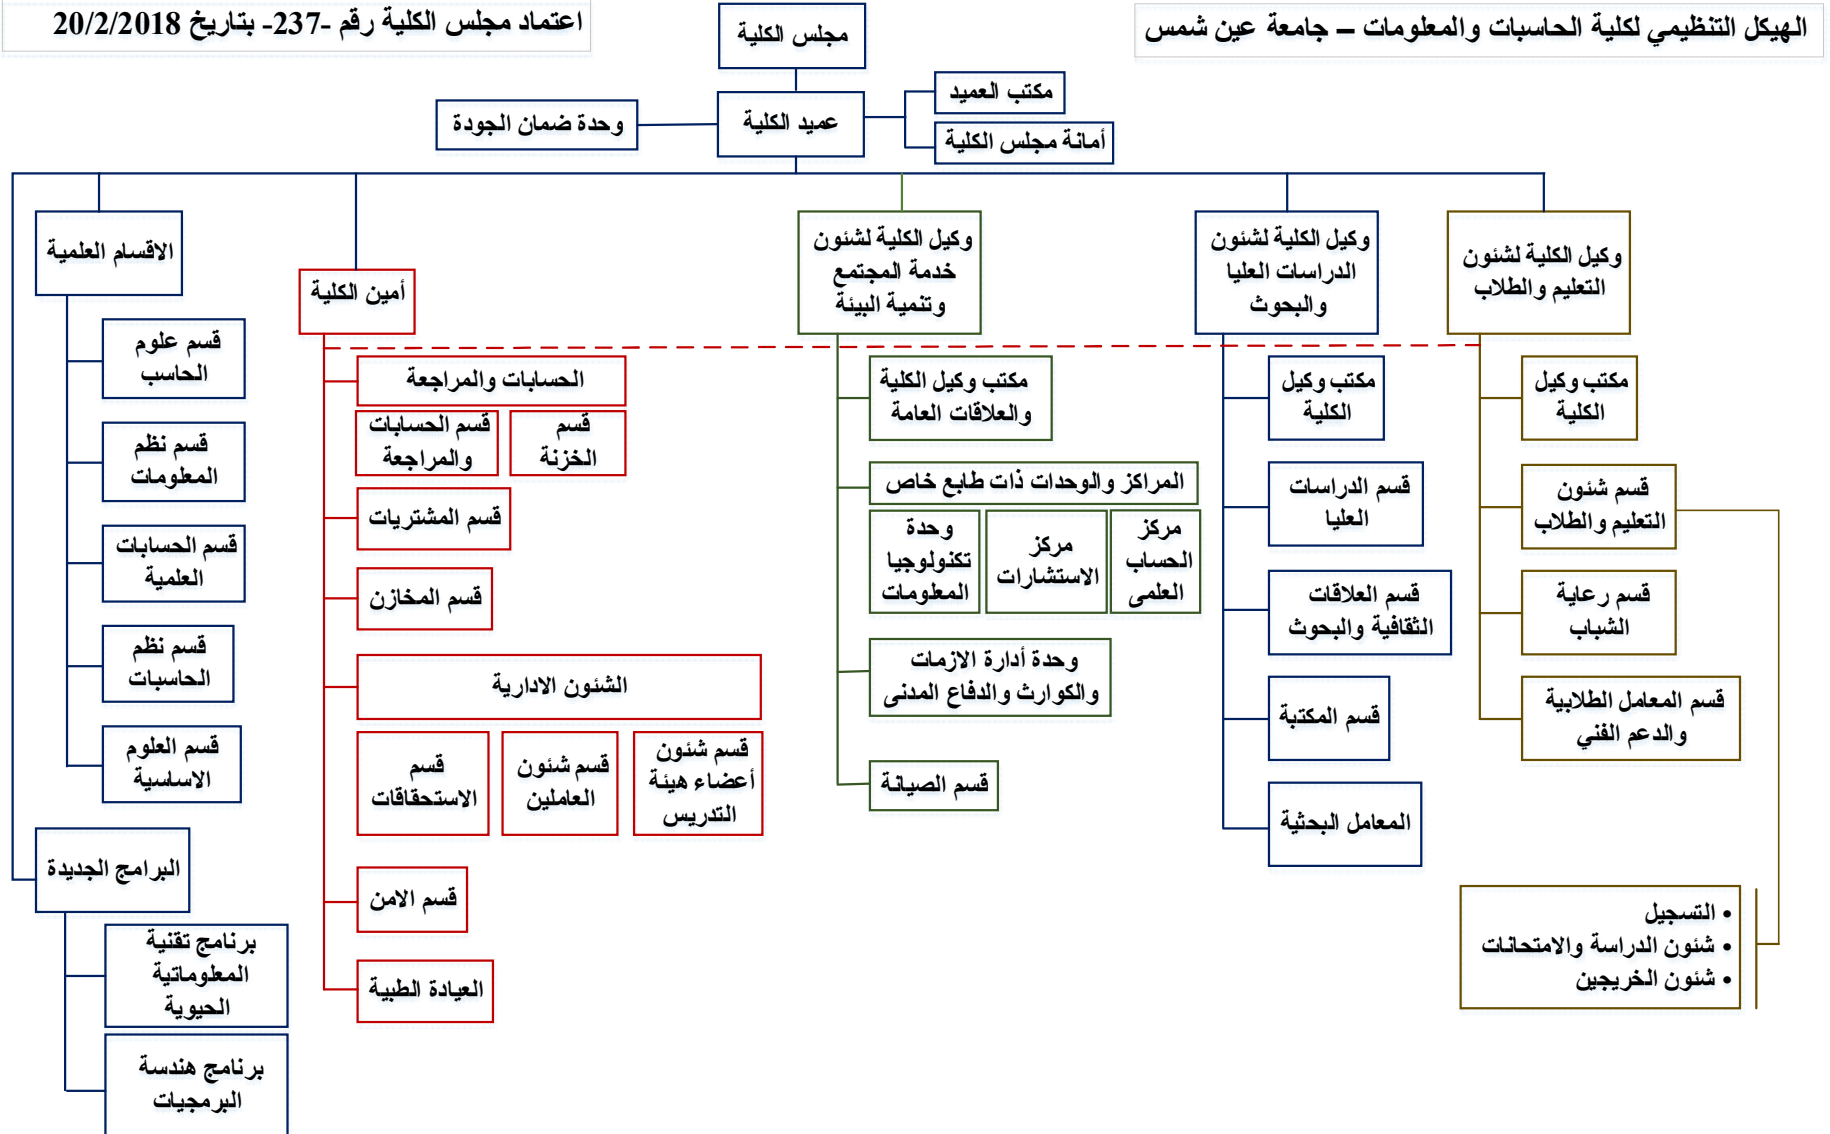 الهيكل التنظيمي لكلية الحاسبات والمعلومات – جامعة عين شمس
اعتماد مجلس الكلية رقم -237- بتاريخ 20/2/2018
مجلس الكلية
عميد الكلية
مكتب العميد
أمانة مجلس الكلية
وحدة ضمان الجودة
وكيل الكلية لشئون
التعليم والطلاب
مكتب وكيل
الكلية
قسم شئون
التعليم والطلاب
قسم رعاية
الشباب
قسم المعامل الطلابية
والدعم الفني
• التسجيل
• شئون الدراسة والامتحانات
• شئون الخريجين
وكيل الكلية لشئون
الدراسات العليا
والبحوث
مكتب وكيل
الكلية
قسم الدراسات
العليا
قسم العلاقات
الثقافية والبحوث
قسم المكتبة
المعامل البحثية
وكيل الكلية لشئون
خدمة المجتمع
وتنمية البيئة
مكتب وكيل الكلية
والعلاقات العامة
المراكز والوحدات ذات طابع خاص
مركز
الحساب
العلمى
مركز
الاستشارات
وحدة
تكنولوجيا
المعلومات
وحدة أدارة الازمات
والكوارث والدفاع المدنى
قسم الصيانة
أمين الكلية
الحسابات والمراجعة
قسم
الخزنة
قسم الحسابات
والمراجعة
قسم المشتريات
قسم المخازن
الشئون الادارية
قسم شئون
أعضاء هيئة
التدريس
قسم شئون
العاملين
قسم
الاستحقاقات
قسم الامن
العيادة الطبية
الاقسام العلمية
قسم علوم
الحاسب
قسم نظم
المعلومات
قسم الحسابات
العلمية
قسم نظم
الحاسبات
قسم العلوم
الاساسية
البرامج الجديدة
برنامج تقنية
المعلوماتية
الحيوية
برنامج هندسة
البرمجيات